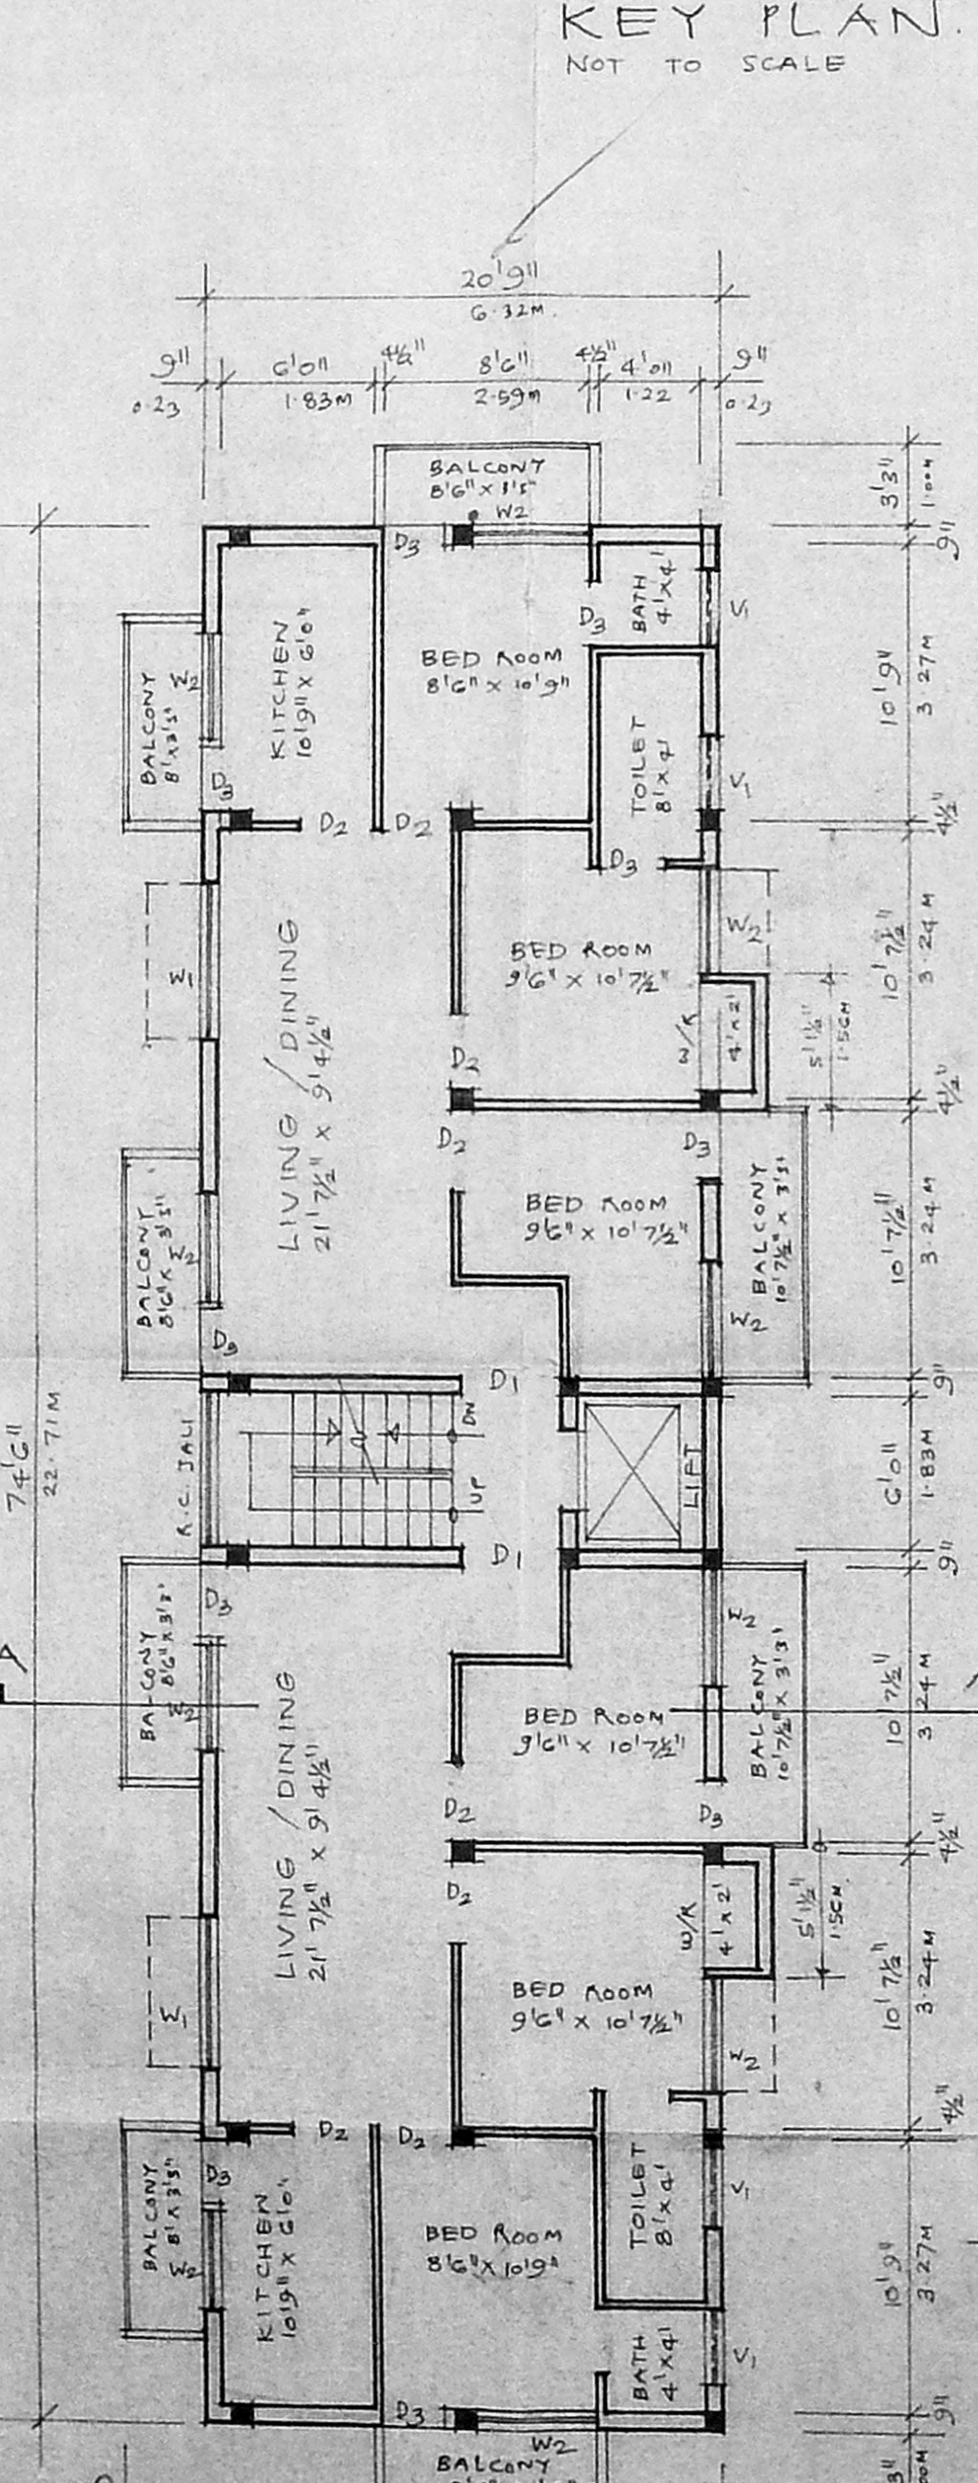 KEY PLAN.
NOT TO SCALE
20'9"
6.32M.
9"
6'0"
4½"
8'6"
4½"
4'0"
9"
0.23
1.83M
2.59M
1.22
0.23
BALCONY
8'6" X 3'3"
W2
3'3"
1.00M
9"
D3
BATH
4'X4'
V1
D3
KITCHEN
10'9" X 6'0"
BED ROOM
8'6" X 10'9"
10'9"
3.27M
BALCONY
8'X3'3"
W2
D3
TOILET
8'X4'
V1
D2
D2
4½"
D3
W2
W1
LIVING / DINING
21'7½" X 9'4½"
BED ROOM
9'6" X 10'7½"
10'7½"
3.24M
W/R
4'X2'
5'1½"
1.56M
D2
4½"
D2
D3
BALCONY
8'6" X 3'3"
W2
BED ROOM
9'6" X 10'7½"
BALCONY
10'7½" X 3'3"
W2
10'7½"
3.24M
D1
9"
74'6"
22.71M
R.C. JALI
DN
UP
LIFT
6'0"
1.83M
D1
9"
D3
BALCONY
8'6" X 3'3"
W2
W2
LIVING / DINING
21'7½" X 9'4½"
BED ROOM
9'6" X 10'7½"
BALCONY
10'7½" X 3'3"
10'7½"
3.24M
D2
D3
4½"
D2
W/R
4'X2'
5'1½"
1.5
W1
BED ROOM
9'6" X 10'7½"
10'7½"
3.24M
W2
4½"
D2
D2
D3
BALCONY
8'X3'3"
W2
KITCHEN
10'9" X 6'0"
BED ROOM
8'6" X 10'9"
TOILET
8'X4'
V1
10'9"
3.27M
BATH
4'X4'
V1
D3
9"
W2
BALCONY